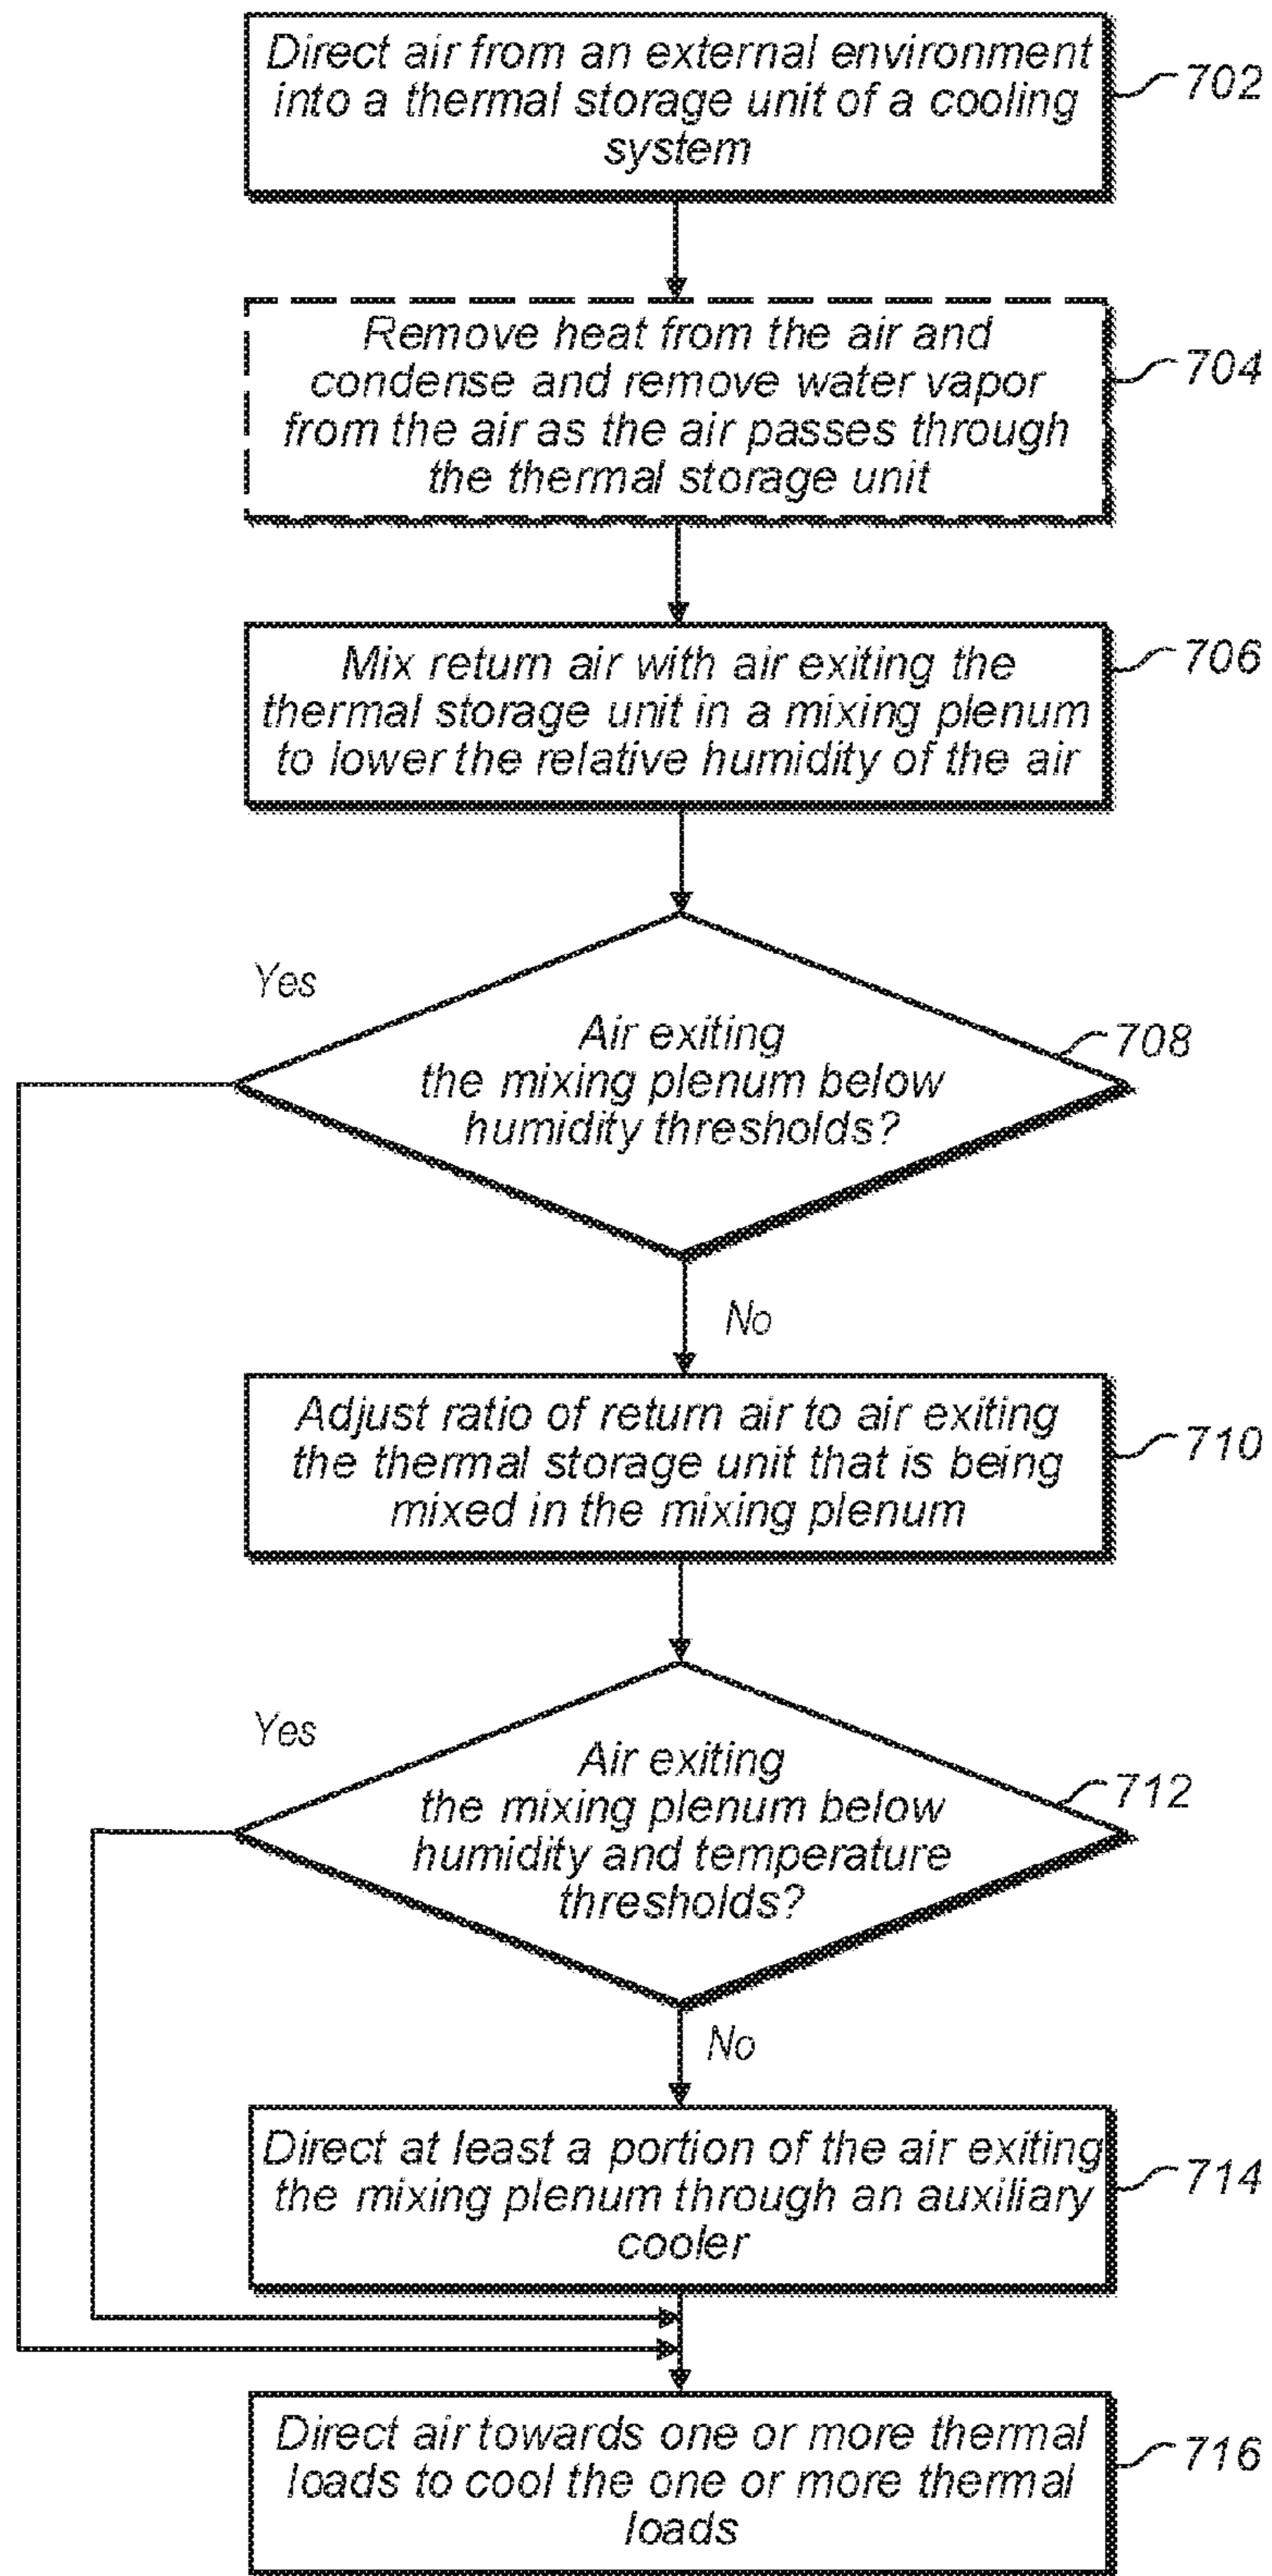 Direct air from an external environment
into a thermal storage unit of a cooling
system
702
Remove heat from the air and
condense and remove water vapor
from the air as the air passes through
the thermal storage unit
704
Mix return air with air exiting the
thermal storage unit in a mixing plenum
to lower the relative humidity of the air
706
Yes
Air exiting
the mixing plenum below
humidity thresholds?
708
No
Adjust ratio of return air to air exiting
the thermal storage unit that is being
mixed in the mixing plenum
710
Yes
Air exiting
the mixing plenum below
humidity and temperature
thresholds?
712
No
Direct at least a portion of the air exiting
the mixing plenum through an auxiliary
cooler
714
Direct air towards one or more thermal
loads to cool the one or more thermal
loads
716